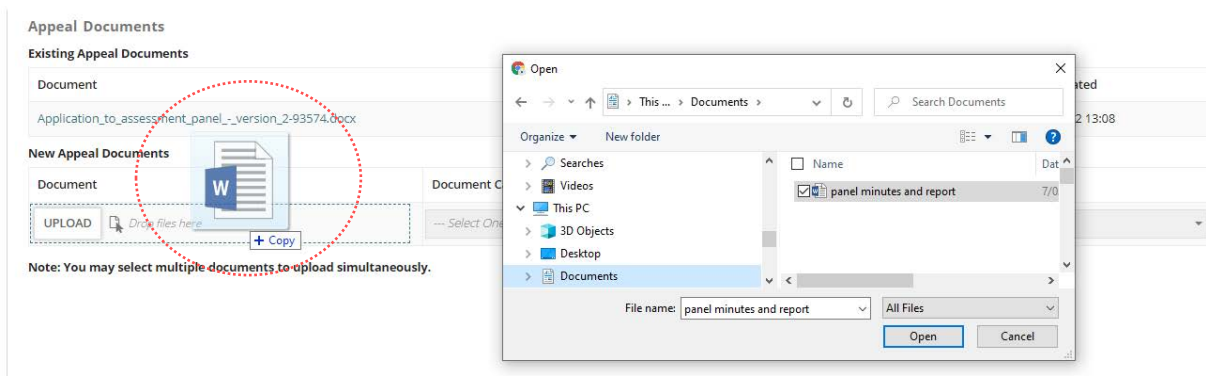 Appeal Documents
Existing Appeal Documents
Document
ated
Application_to_assessment_panel_-_version_2-93574.docx
2 13:08
New Appeal Documents
Document
Document C
UPLOAD
Drop files here
--- Select One
+ Copy
Note: You may select multiple documents to upload simultaneously.
Open
This ... > Documents >
Search Documents
Organize
New folder
Searches
Videos
This PC
3D Objects
Desktop
Documents
Name
Dat
W
panel minutes and report
7/0
File name:
panel minutes and report
All Files
Open
Cancel